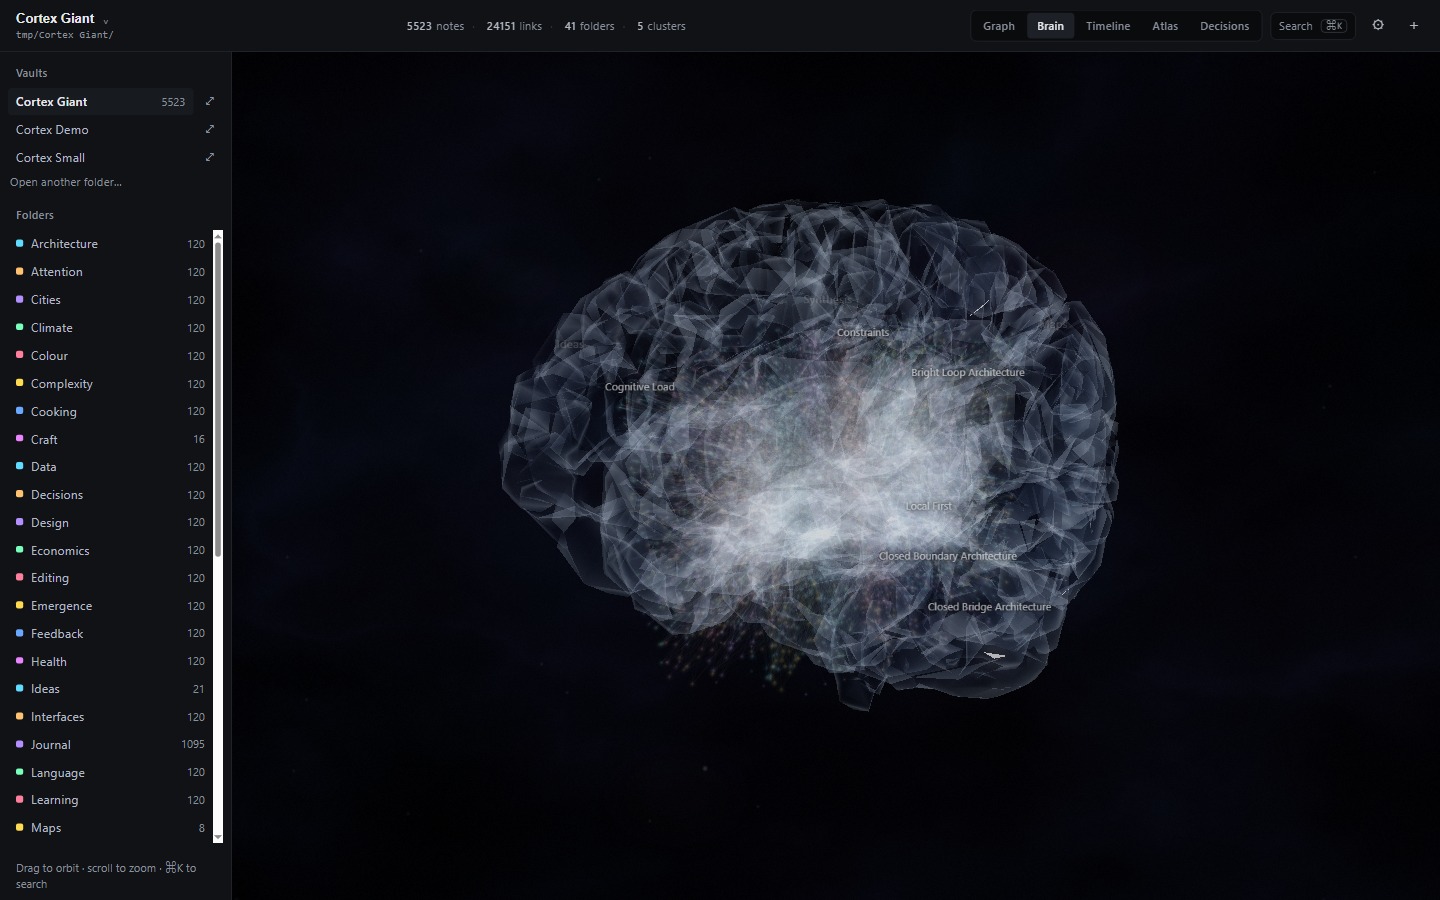 Cortex Giant
tmp/Cortex Giant/
5523 notes · 24151 links · 41 folders · 5 clusters
Graph Brain Timeline Atlas Decisions Search ⌘K
Vaults
Cortex Giant 5523
Cortex Demo
Cortex Small
Open another folder...
Folders
Architecture 120
Attention 120
Cities 120
Climate 120
Colour 120
Complexity 120
Cooking 120
Craft 16
Data 120
Decisions 120
Design 120
Economics 120
Editing 120
Emergence 120
Feedback 120
Health 120
Ideas 21
Interfaces 120
Journal 1095
Language 120
Learning 120
Maps 8
Drag to orbit · scroll to zoom · ⌘K to
search
Synthesis
Maps
Constraints
Ideas
Bright Loop Architecture
Cognitive Load
Local First
Closed Boundary Architecture
Closed Bridge Architecture